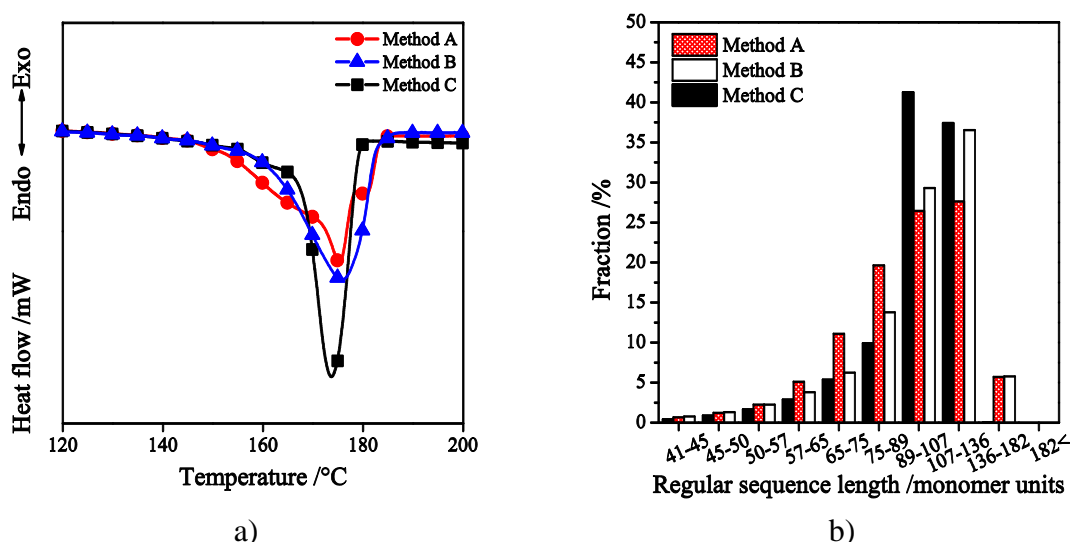 Method A
Method B
Method C
Heat flow /mW
Endo
Exo
120
140
160
180
200
Temperature /°C
a)
Method A
Method B
Method C
Fraction /%
50
45
40
35
30
25
20
15
10
5
0
41-45
45-50
50-57
57-65
65-75
75-89
89-107
107-136
136-182
182<
Regular sequence length /monomer units
b)